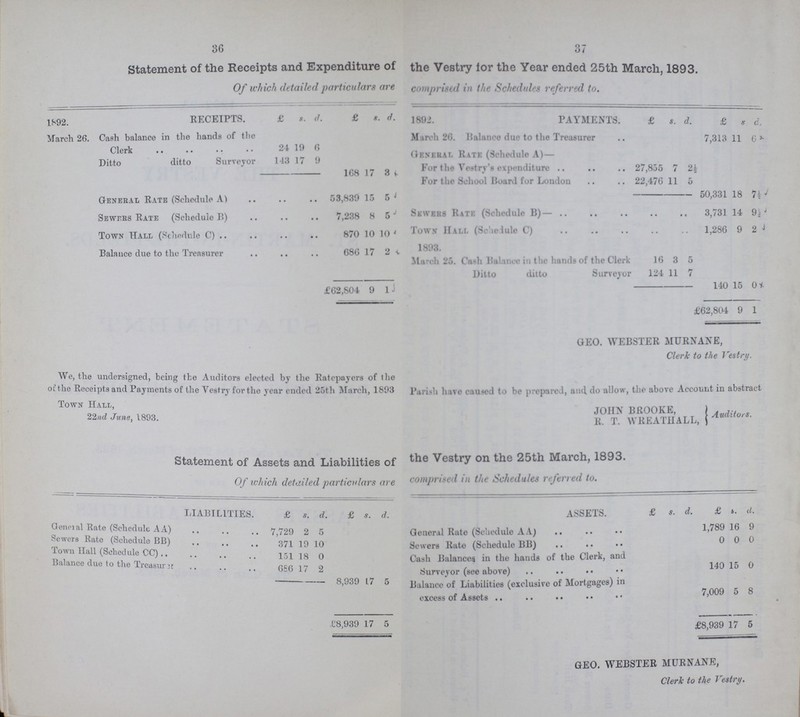 36
Statement of the Receipts and Expenditure of
Of which detailed particulars are
1892. RECEIPTS. £ s. d. £ s. d.
March 26. Cash balance in the hands of the
Clerk .. .. .. .. 24 19 6
Ditto ditto Surveyor 143 17 9
168 17 3
General Rate (Schedule A) .. .. .. 53,839 15 5
Sewers Rate (Schedule B) .. .. .. 7,238 8 5
Town Hall (Schedule C) .. .. .. .. 870 10 10
Balance due to the Treasurer .. .. .. 686 17 2
£62,804 9 1
We, the undersigned, being the Auditors elected by the Ratepayers of the
of the Receipts and Payments of the Vestry for the year ended 25th March, 1893
Town Hall,
22nd June, 1893.
Statement of Assets and Liabilities of
Of which detailed particulars are
LIABILITIES. £ s. d. £ s. d.
General Rate (Schedule AA) .. .. .. 7,729 2 5
Sewers Rate (Schedule BB) .. .. .. 371 19 10
Town Hall (Schedule CC) .. .. .. .. 151 18 0
Balance due to the Treasurer .. .. .. 686 17 2
8,939 17 5
£8,939 17 5
37
the Vestry for the Year ended 25th March, 1893.
comprised in the Schedules referred to.
1892. PAYMENTS. £ s. d. £ s d.
March 26. Balance due to the Treasurer .. 7,313 11 6
General Rate (Schedule A)—
For the Vestry's expenditure .. .. .. 27,855 7 2½
For the School Board for London .. .. 22,476 11 5
50,331 18 7½
Sewers Rate (Schedule B)— .. .. .. .. .. 3,731 14 9½
Town Hall (Schedule C) .. .. .. .. .. 1,286 9 2
1893.
March 25. Cash Balance in the hands of the Clerk 16 3 5
Ditto ditto Surveyor 124 11 7
140 15 0
£62,804 9 1
GEO. WEBSTER MURNANE,
Clerk to the Vestry.
Parish have caused to be prepared, and do allow, the above Account in abstract
JOHN BROOKE,
R. T. WREATHALL, } Auditors.
the Vestry on the 25th March, 1893.
comprised in the Schedules referred to.
ASSETS. £ s. d. £ s. d.
General Rate (Schedule AA) .. .. .. 1,789 16 9
Sewers Rate (Schedule BB) .. .. .. 0 0 0
Cash Balances in the hands of the Clerk, and
Surveyor (see above) .. .. .. .. 140 15 0
Balance of Liabilities (exclusive of Mortgages) in
excess of Assets .. .. .. .. .. 7,009 5 8
£8,939 17 5
GEO. WEBSTER MURNANE,
Clerk to the Vestry.